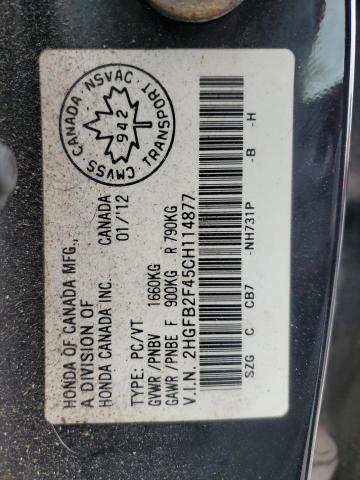 HONDA OF CANADA MFG.,
A DIVISION OF
HONDA CANADA INC.
CANADA
01/'12
TYPE: PC/VT
GVWR /PNBV 1660KG
GAWR /PNBE F 900KG R 790KG
V.I.N. 2HGFB2F45CH114877
SZG C CB7 -NH731P -B -H
CANADA NSVAC · TRANSPORT CMVSS
942